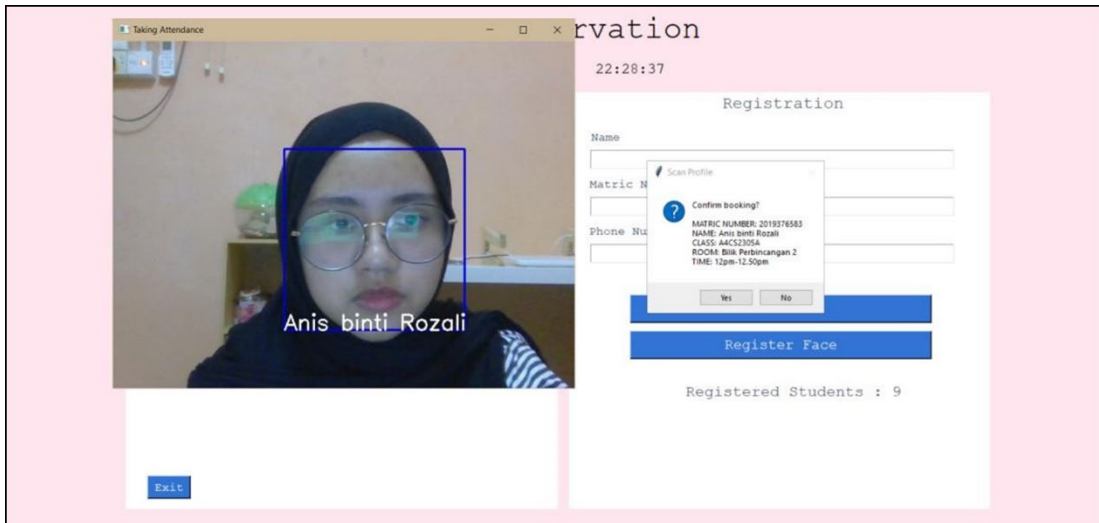 Taking Attendance
rvation
22:28:37
Registration
Name
Matric N
Phone Nu
Scan Profile
Confirm booking?
MATRIC NUMBER: 2019376583
NAME: Anis binti Rozali
CLASS: A4CS2305A
ROOM: Bilik Perbincangan 2
TIME: 12pm-12.50pm
Yes No
Anis binti Rozali
Register Face
Registered Students : 9
Exit